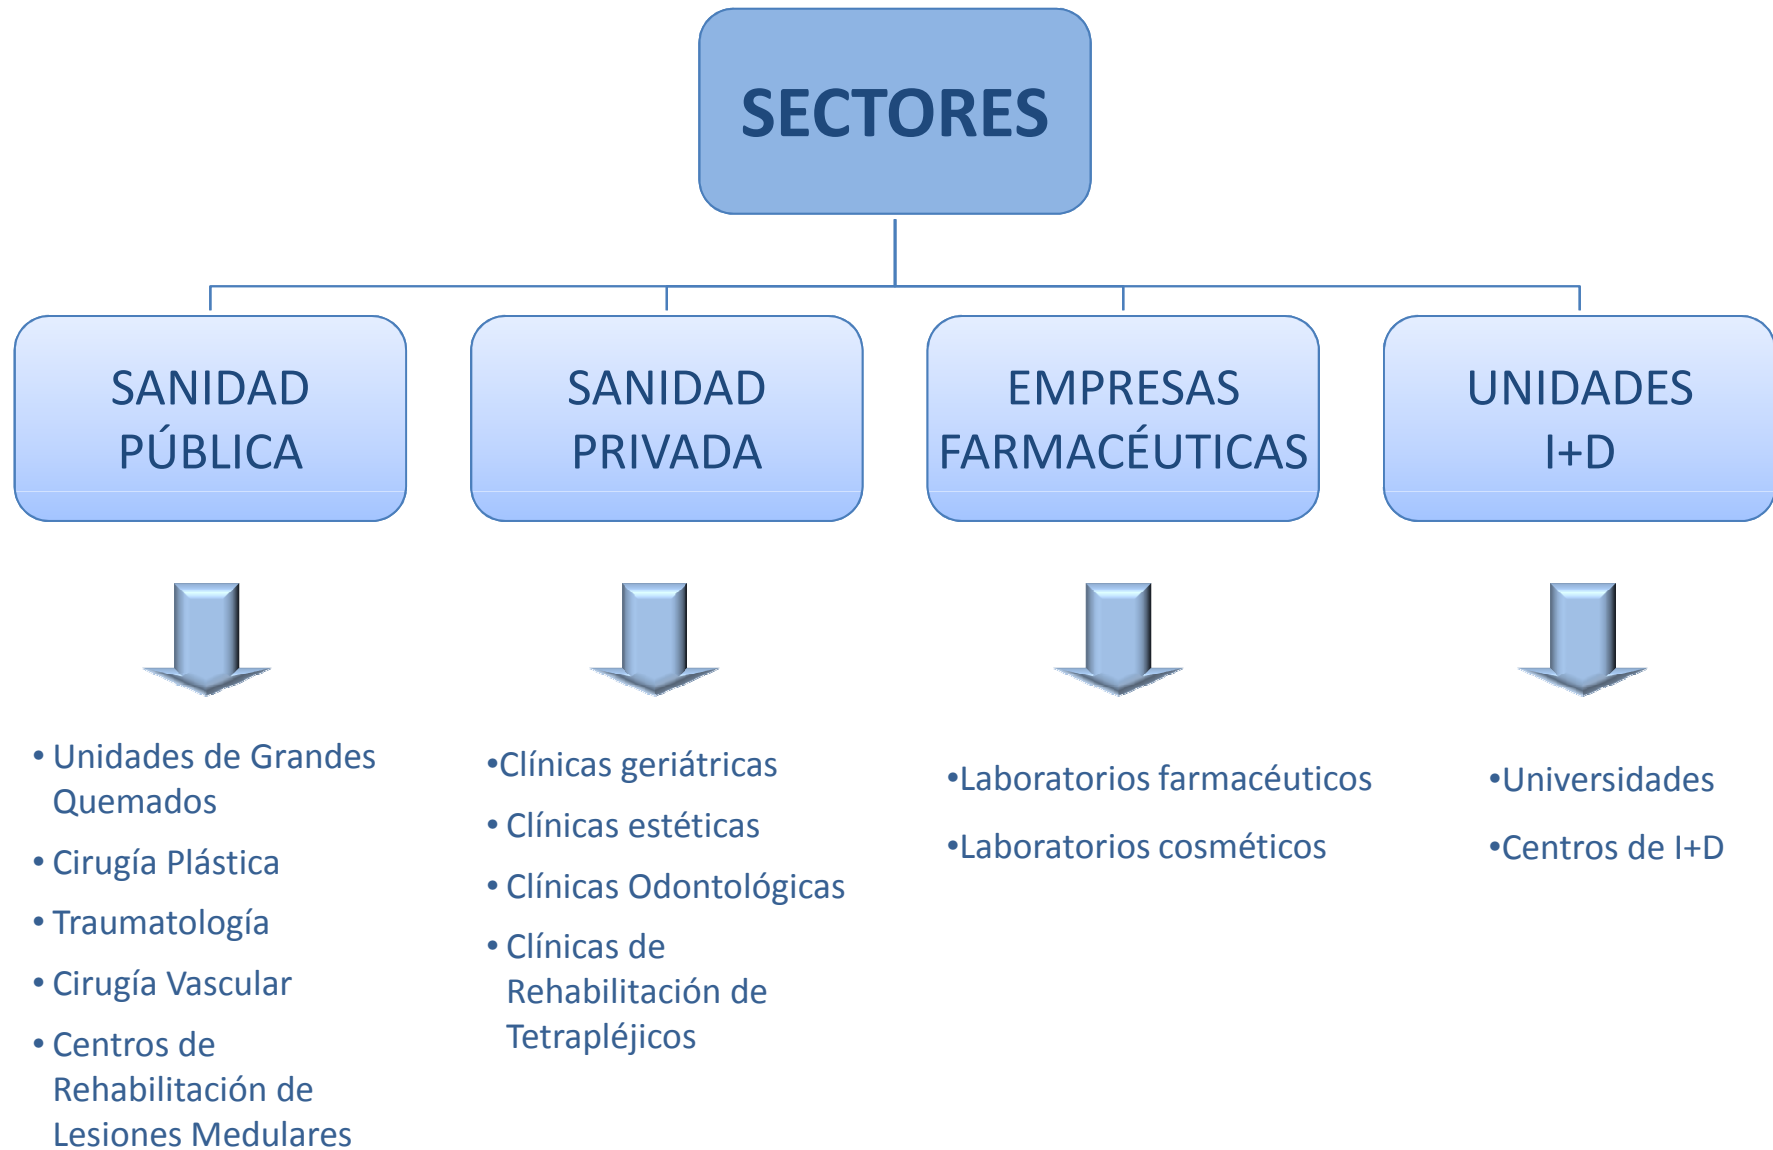 SECTORES
SANIDAD
PÚBLICA
SANIDAD
PRIVADA
EMPRESAS
FARMACÉUTICAS
UNIDADES
I+D
• Unidades de Grandes
Quemados
• Cirugía Plástica
• Traumatología
• Cirugía Vascular
• Centros de
Rehabilitación de
Lesiones Medulares
•Clínicas geriátricas
• Clínicas estéticas
• Clínicas Odontológicas
• Clínicas de
Rehabilitación de
Tetrapléjicos
•Laboratorios farmacéuticos
•Laboratorios cosméticos
•Universidades
•Centros de I+D